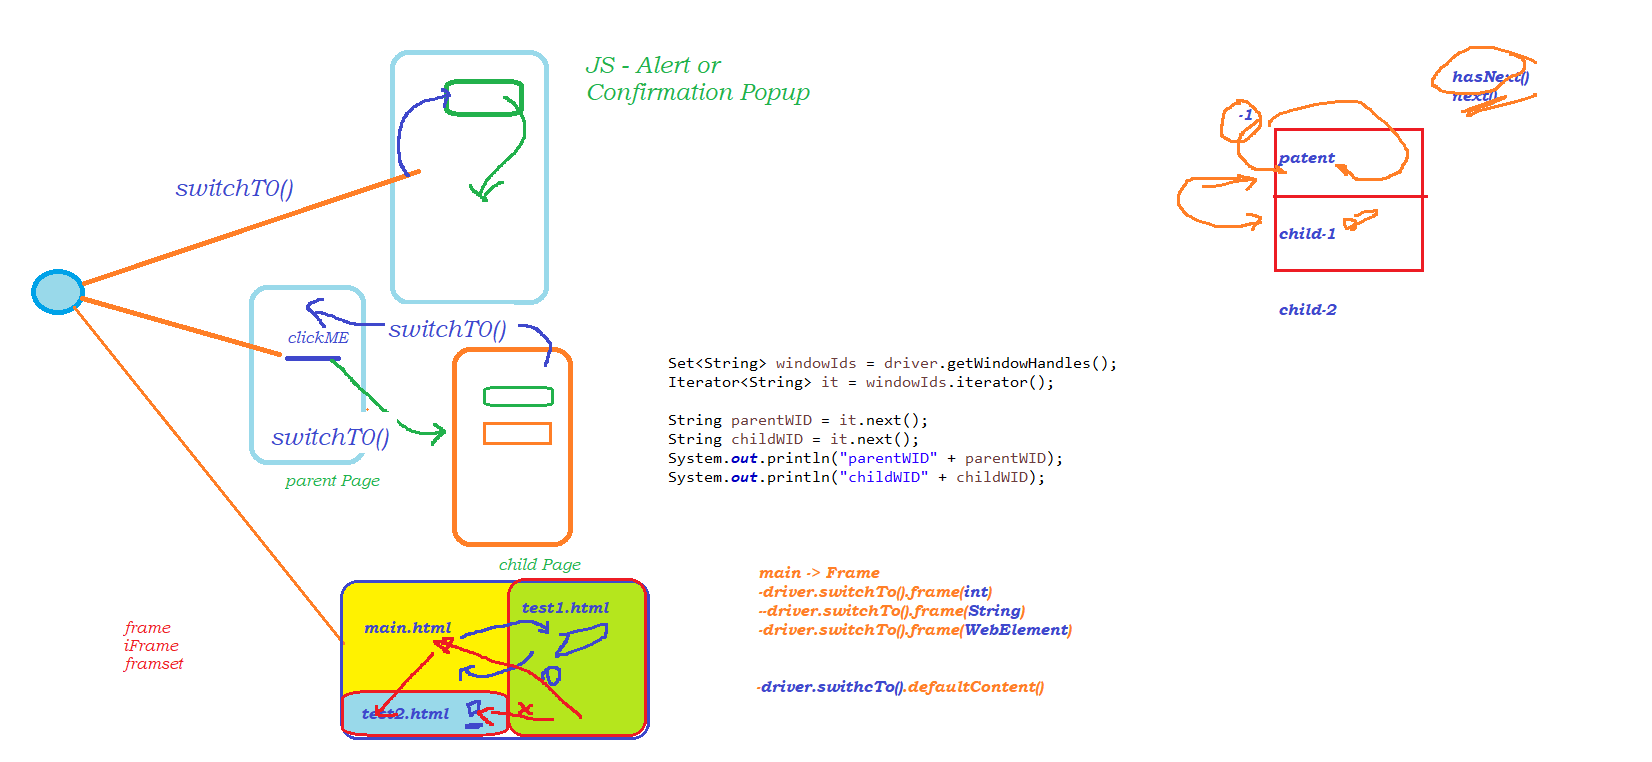 JS - Alert or
Confirmation Popup
hasNext()
next()
-1
patent
switchT0()
child-1
child-2
clickME
switchT0()
switchT0()
parent Page
Set<String> windowIds = driver.getWindowHandles();
Iterator<String> it = windowIds.iterator();
String parentWID = it.next();
String childWID = it.next();
System.out.println("parentWID" + parentWID);
System.out.println("childWID" + childWID);
child Page
main -> Frame
-driver.switchTo().frame(int)
--driver.switchTo().frame(String)
-driver.switchTo().frame(WebElement)
-driver.swithcTo().defaultContent()
frame
iFrame
framset
main.html
test1.html
test2.html
x